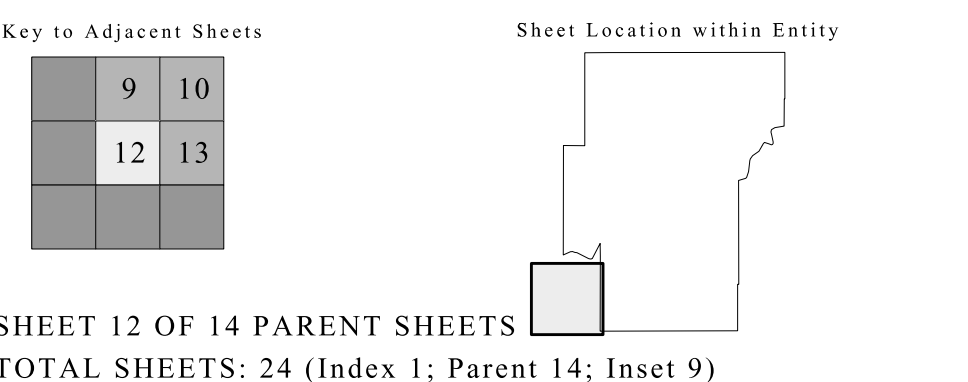 Key to Adjacent Sheets
Sheet Location within Entity
9 10
12 13
SHEET 12 OF 14 PARENT SHEETS
TOTAL SHEETS: 24 (Index 1; Parent 14; Inset 9)